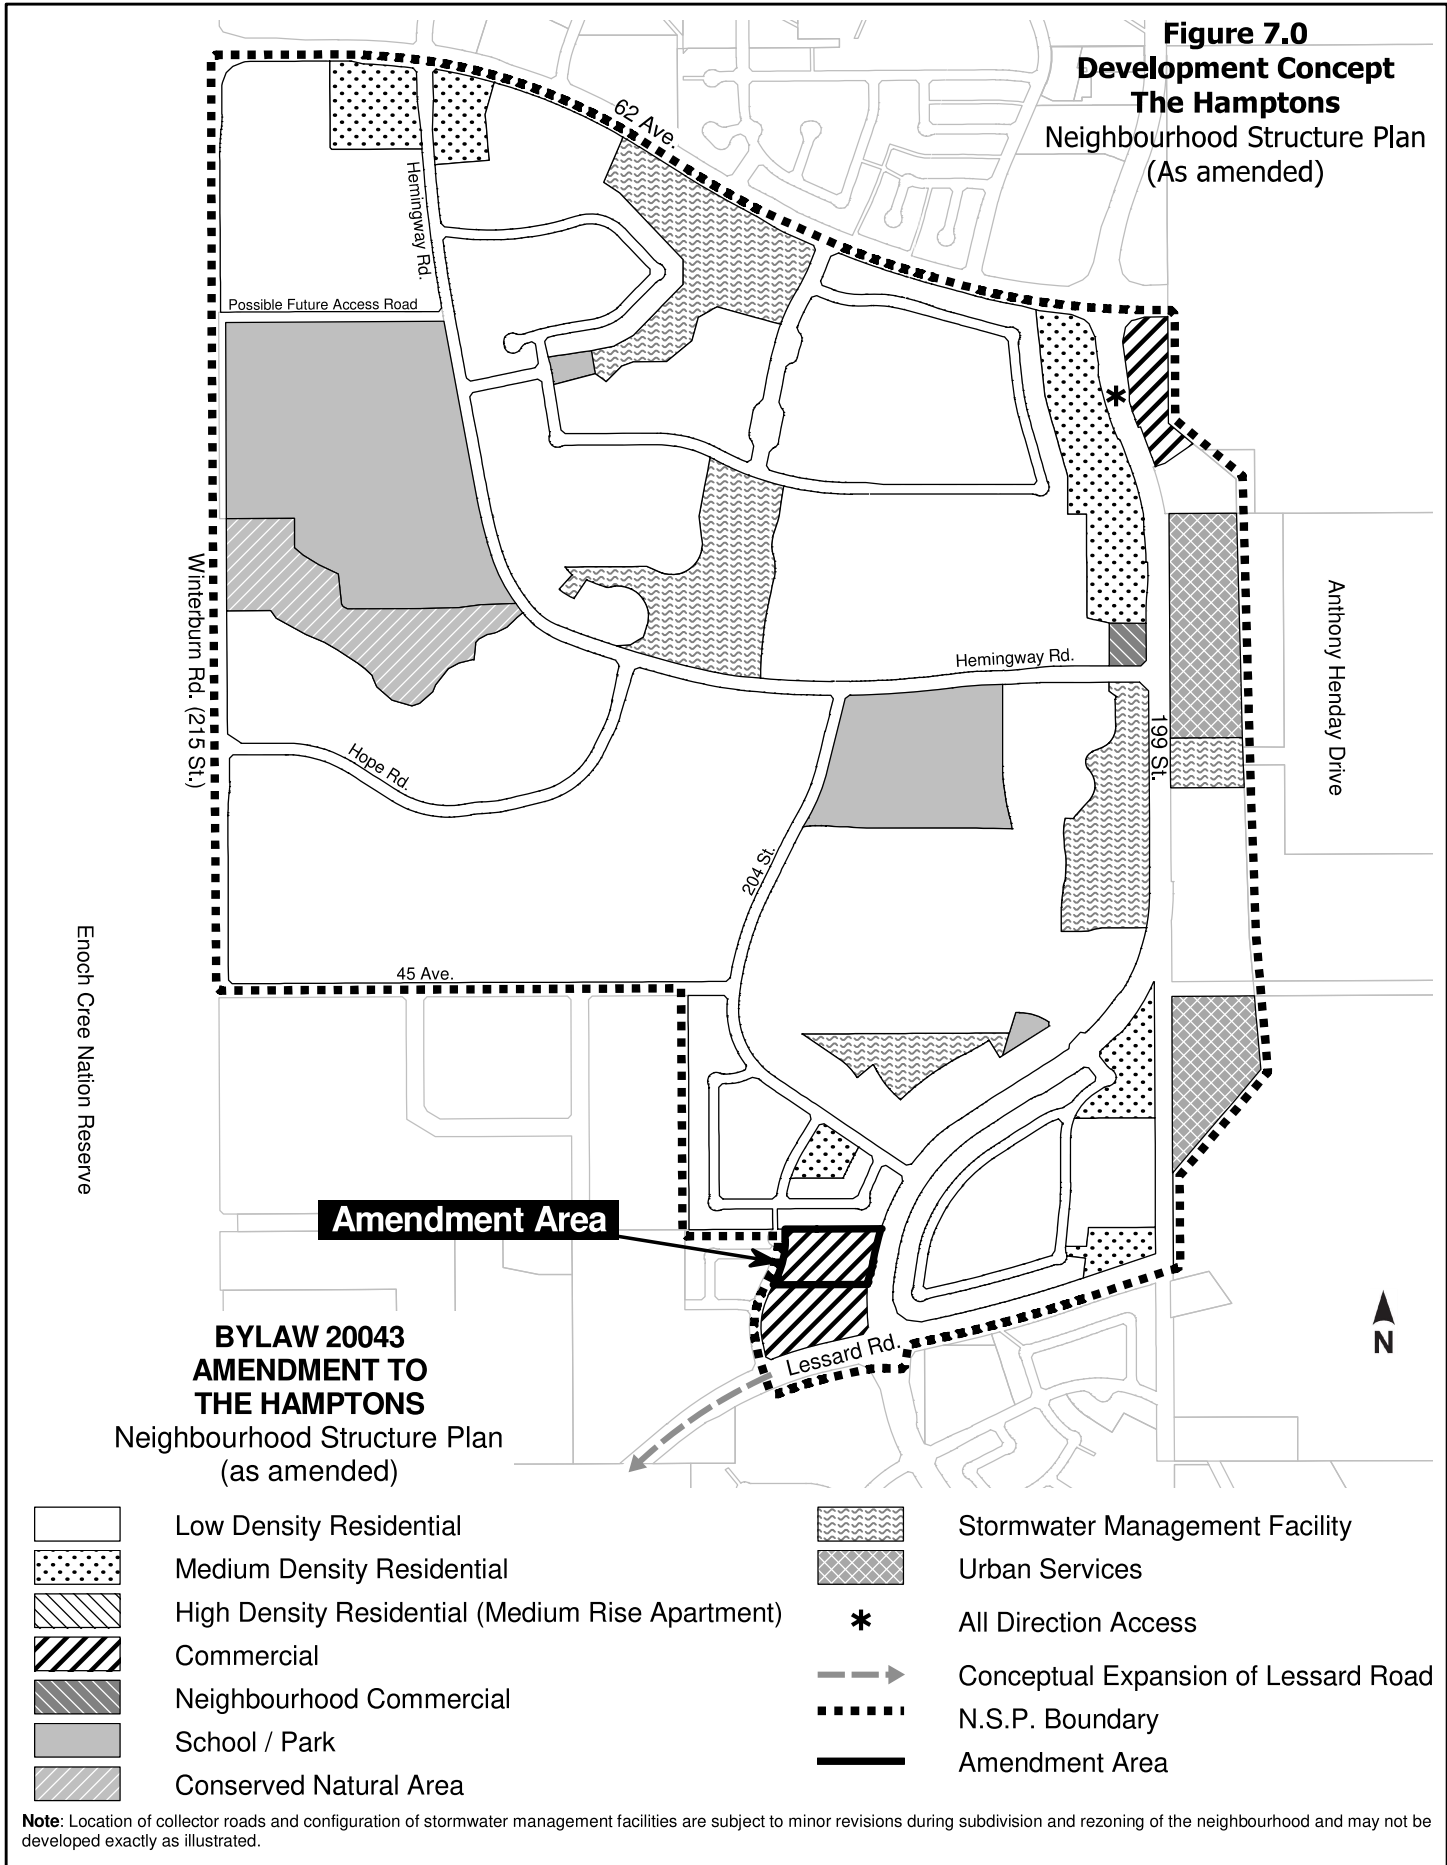 Figure 7.0
Development Concept
The Hamptons
Neighbourhood Structure Plan
(As amended)
62 Ave.
Hemingway Rd.
Possible Future Access Road
Winterburn Rd. (215 St.)
Anthony Henday Drive
Hemingway Rd.
199 St.
Hope Rd.
204 St.
45 Ave.
Enoch Cree Nation Reserve
Amendment Area
Lessard Rd.
N
BYLAW 20043
AMENDMENT TO
THE HAMPTONS
Neighbourhood Structure Plan
(as amended)
Low Density Residential
Medium Density Residential
High Density Residential (Medium Rise Apartment)
Commercial
Neighbourhood Commercial
School / Park
Conserved Natural Area
Stormwater Management Facility
Urban Services
All Direction Access
Conceptual Expansion of Lessard Road
N.S.P. Boundary
Amendment Area
Note: Location of collector roads and configuration of stormwater management facilities are subject to minor revisions during subdivision and rezoning of the neighbourhood and may not be
developed exactly as illustrated.